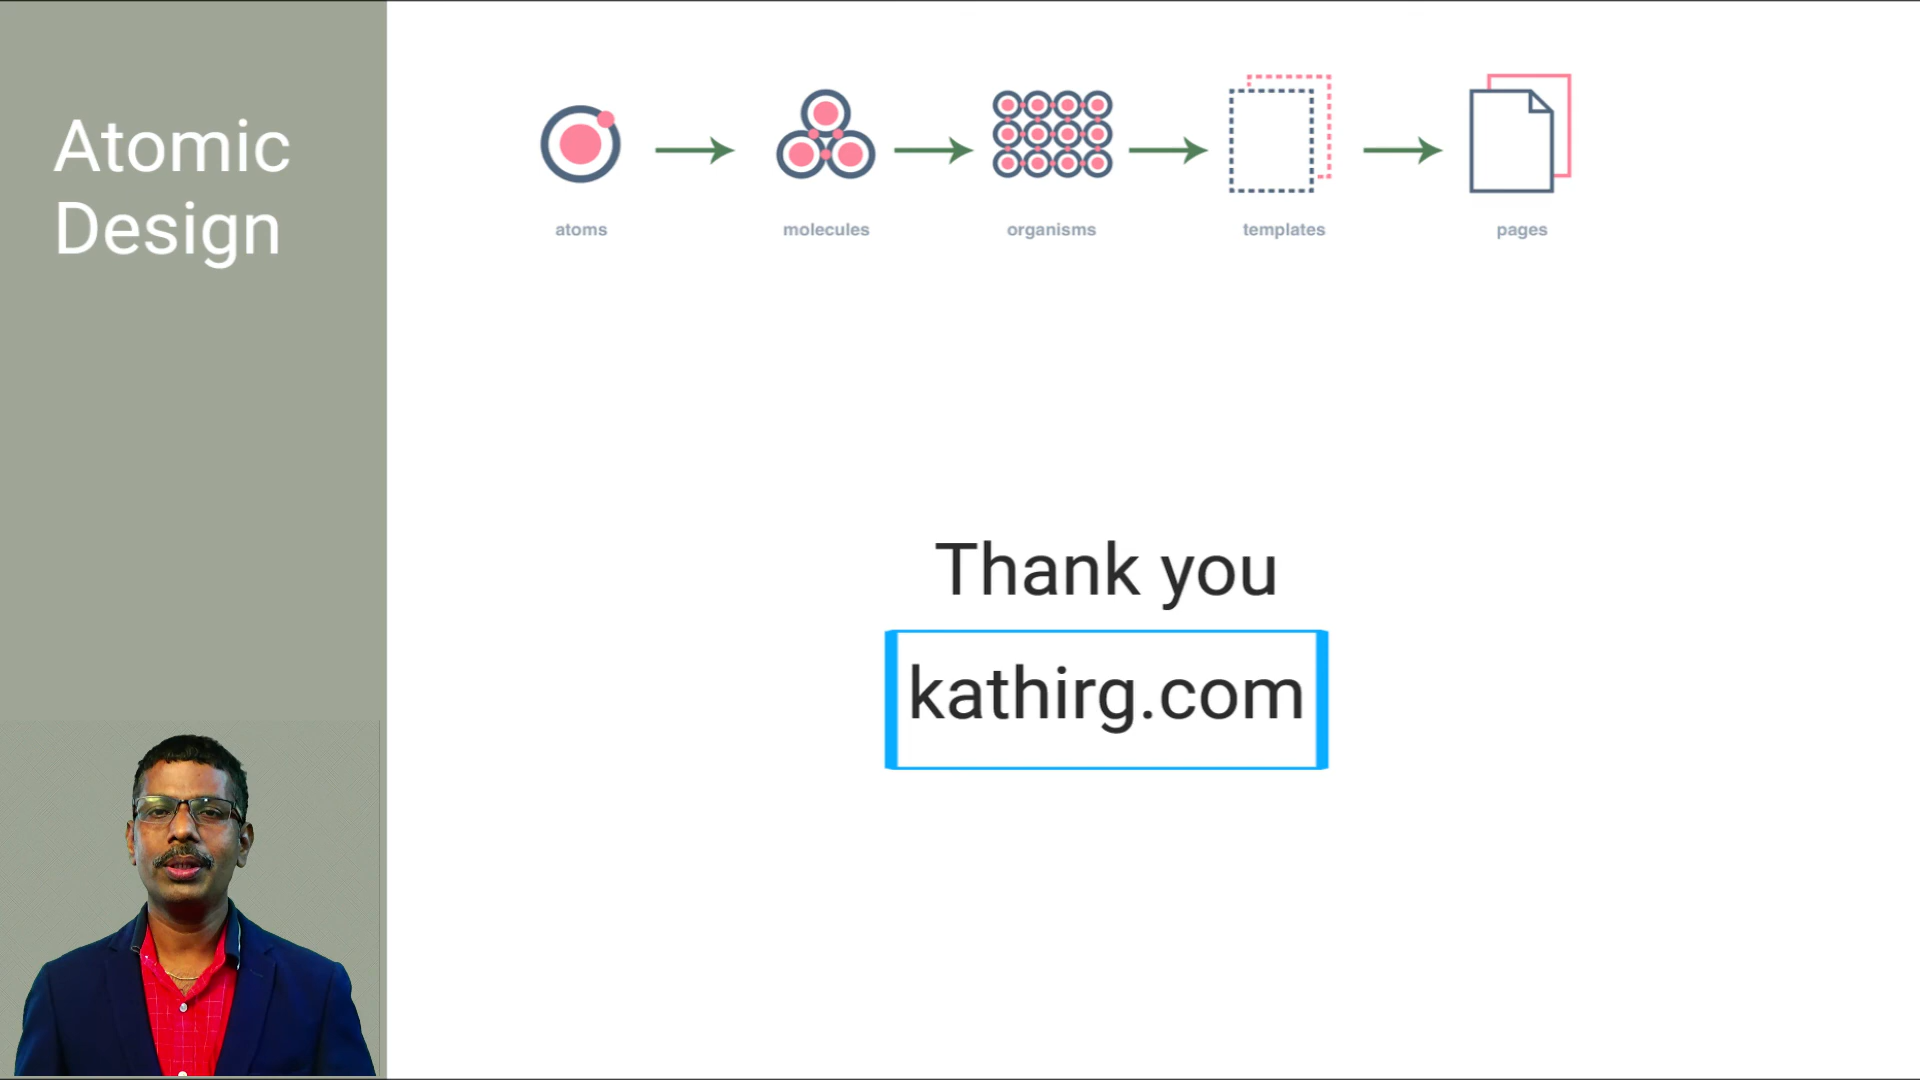 Atomic
Design
atoms
molecules
organisms
templates
pages
Thank you
kathirg.com